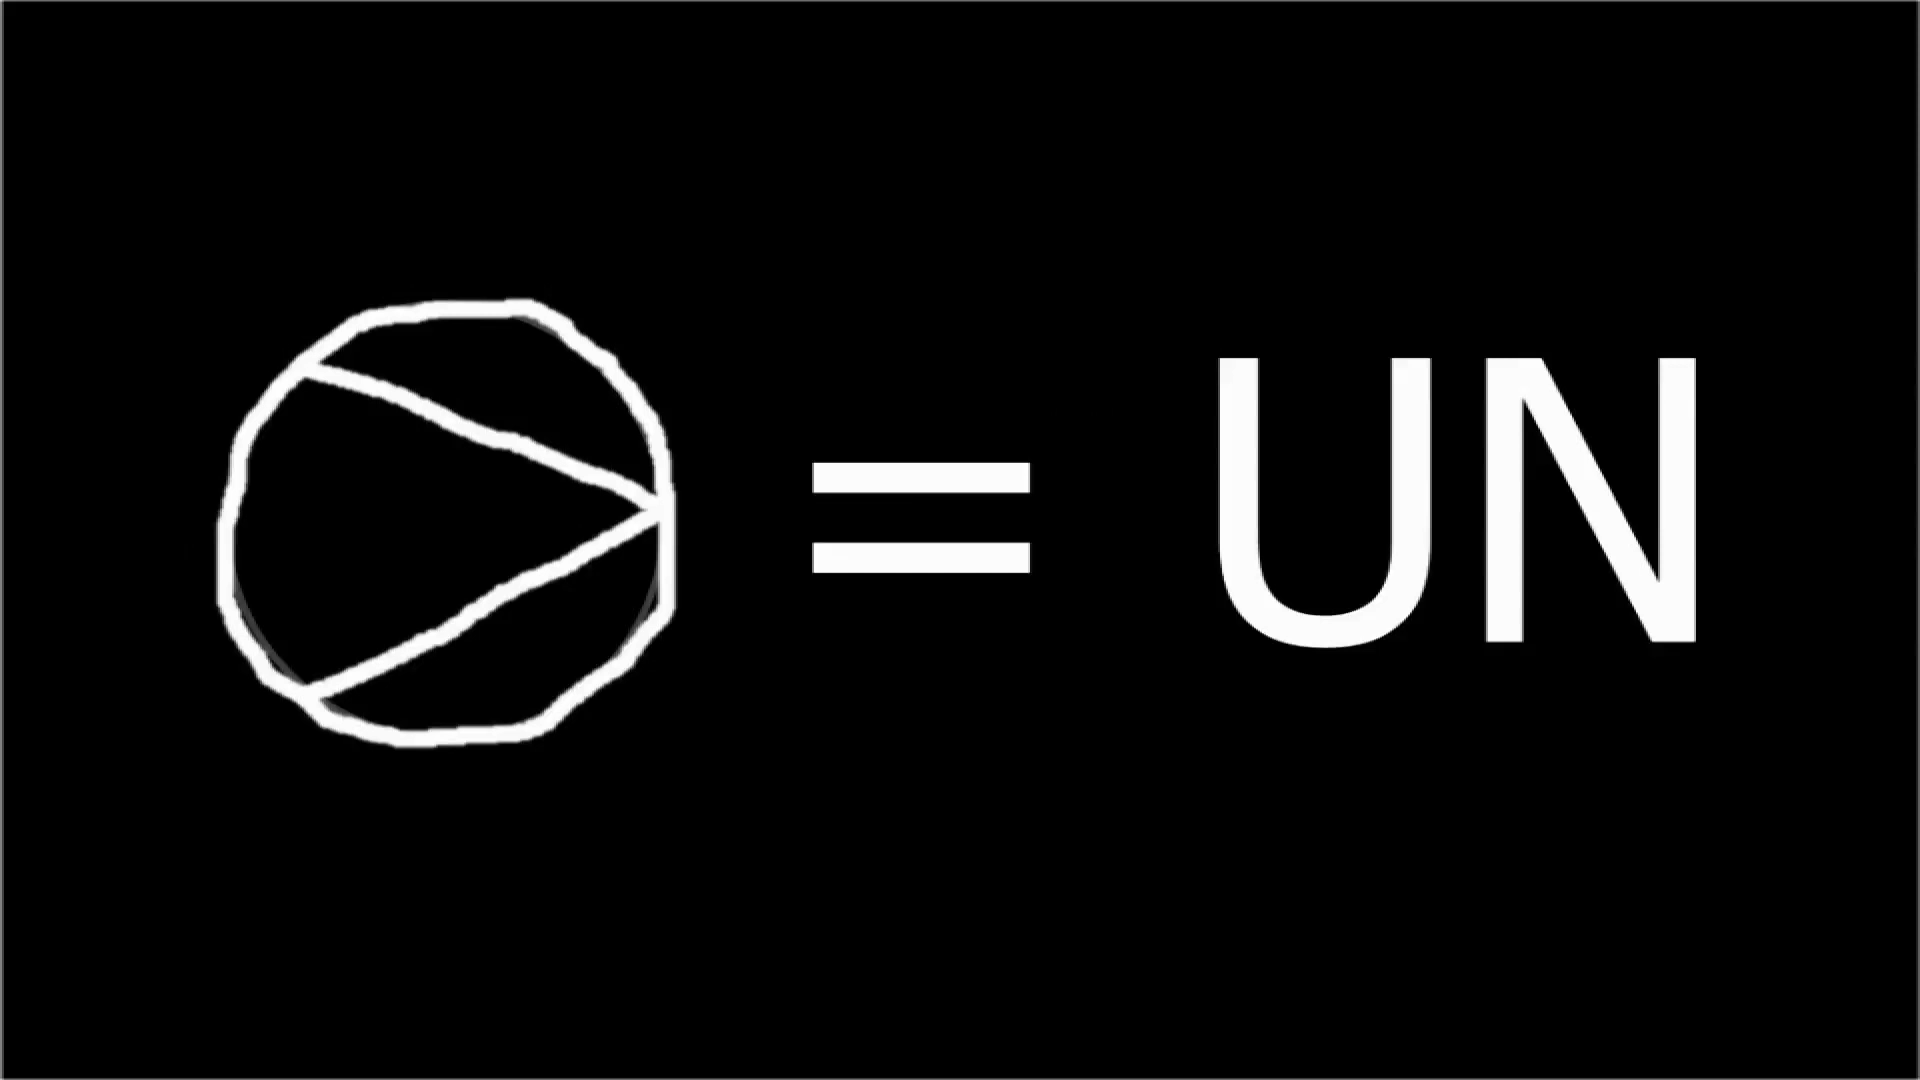 = UN